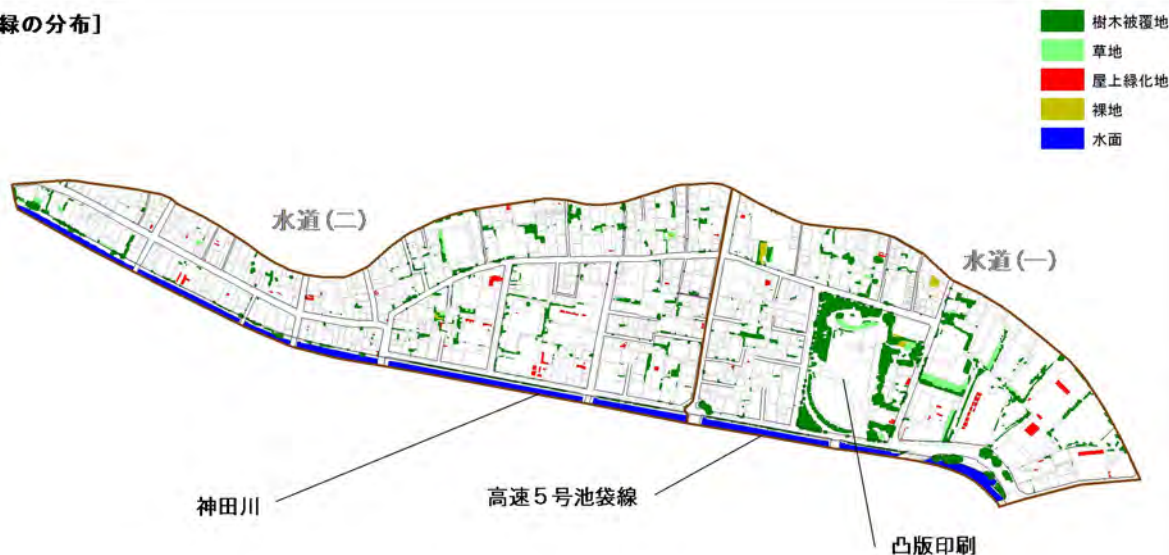 緑の分布]
樹木被覆地
草地
屋上緑化地
裸地
水面
水道(二)
水道(一)
神田川
高速5号池袋線
凸版印刷